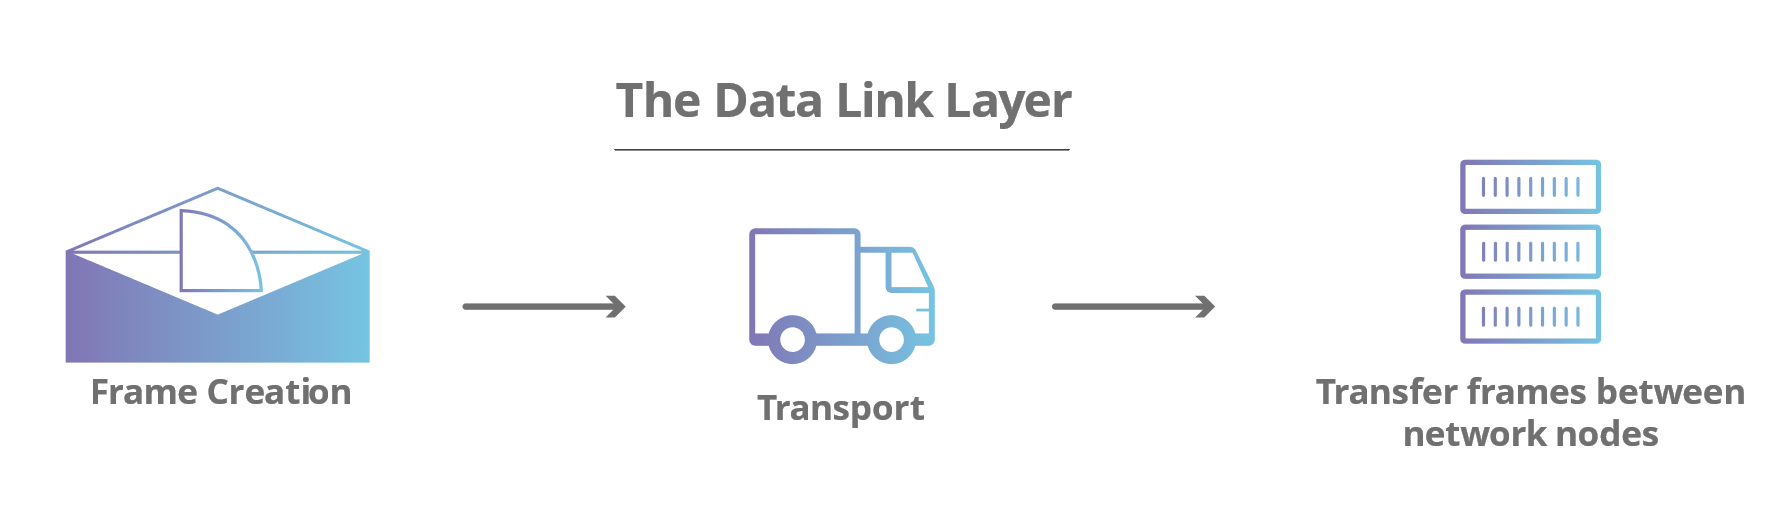 The Data Link Layer
Frame Creation
Transport
Transfer frames between
network nodes